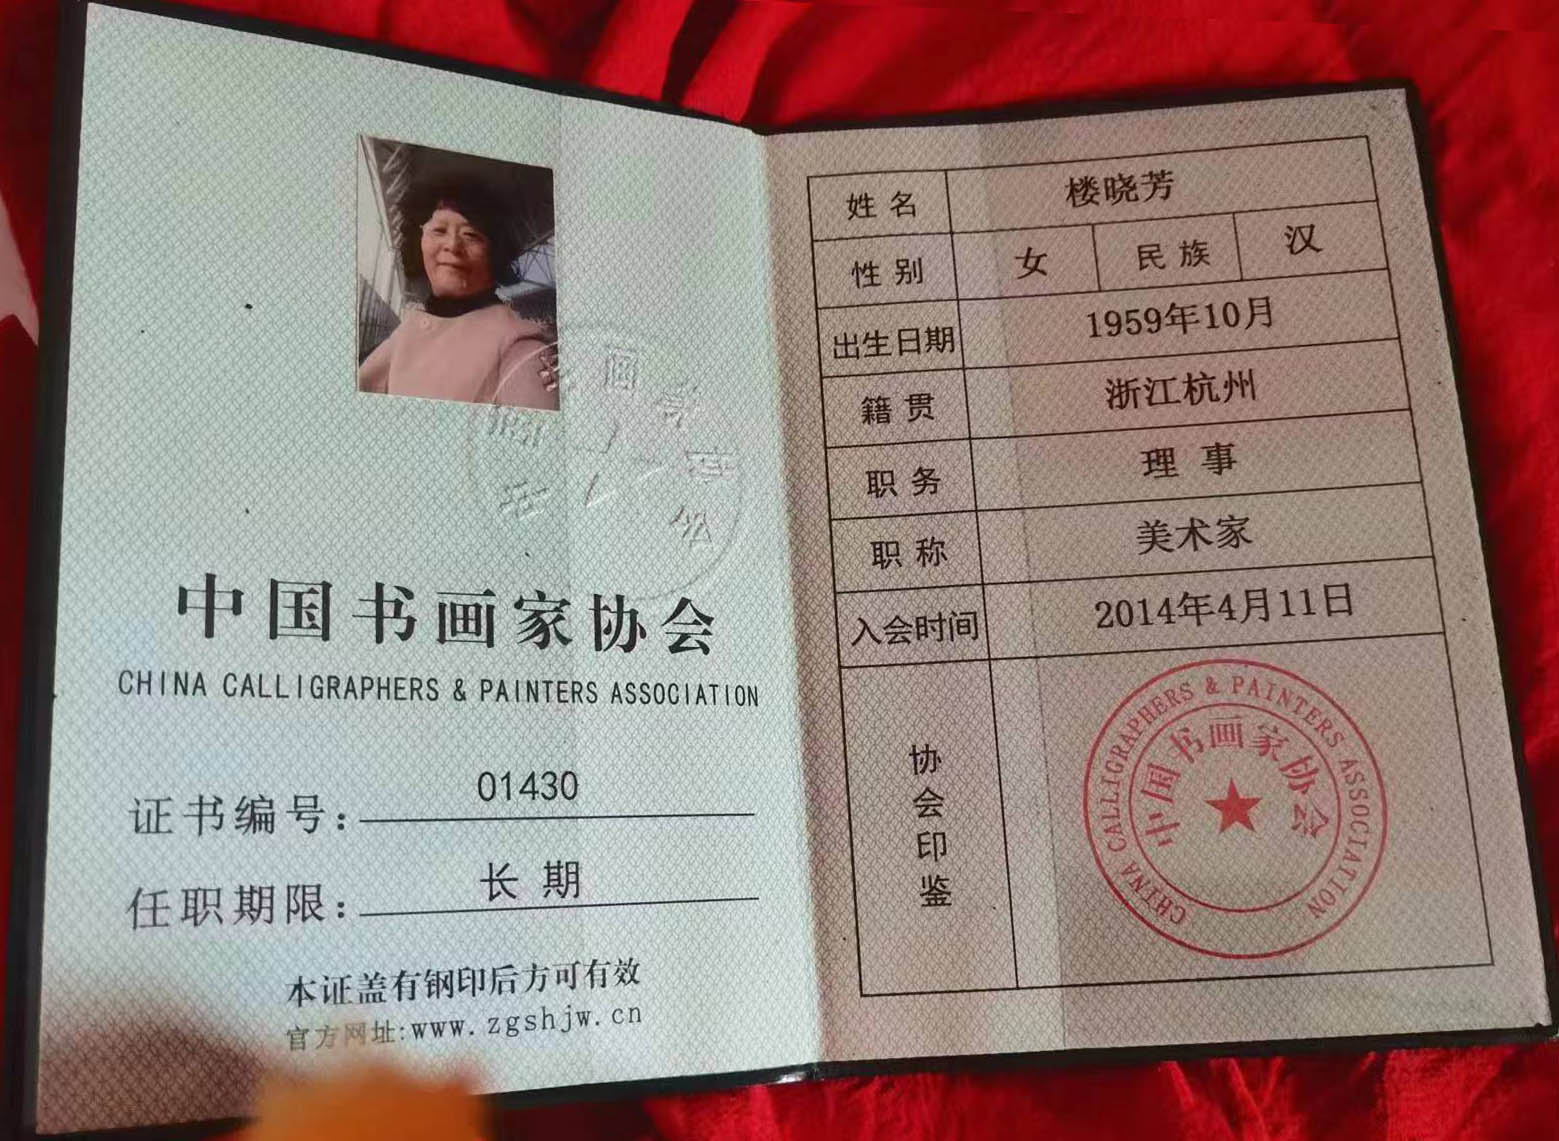 中国书画家协会
CHINA CALLIGRAPHERS & PAINTERS ASSOCIATION
证书编号：01430
任职期限：长 期
本证盖有钢印后方可有效
官方网址:www.zgshjw.cn
姓 名 楼晓芳
性 别 女 民 族 汉
出生日期 1959年10月
籍 贯 浙江杭州
职 务 理 事
职 称 美术家
入会时间 2014年4月11日
协会印鉴
CHINA CALLIGRAPHERS & PAINTERS ASSOCIATION
中国书画家协会